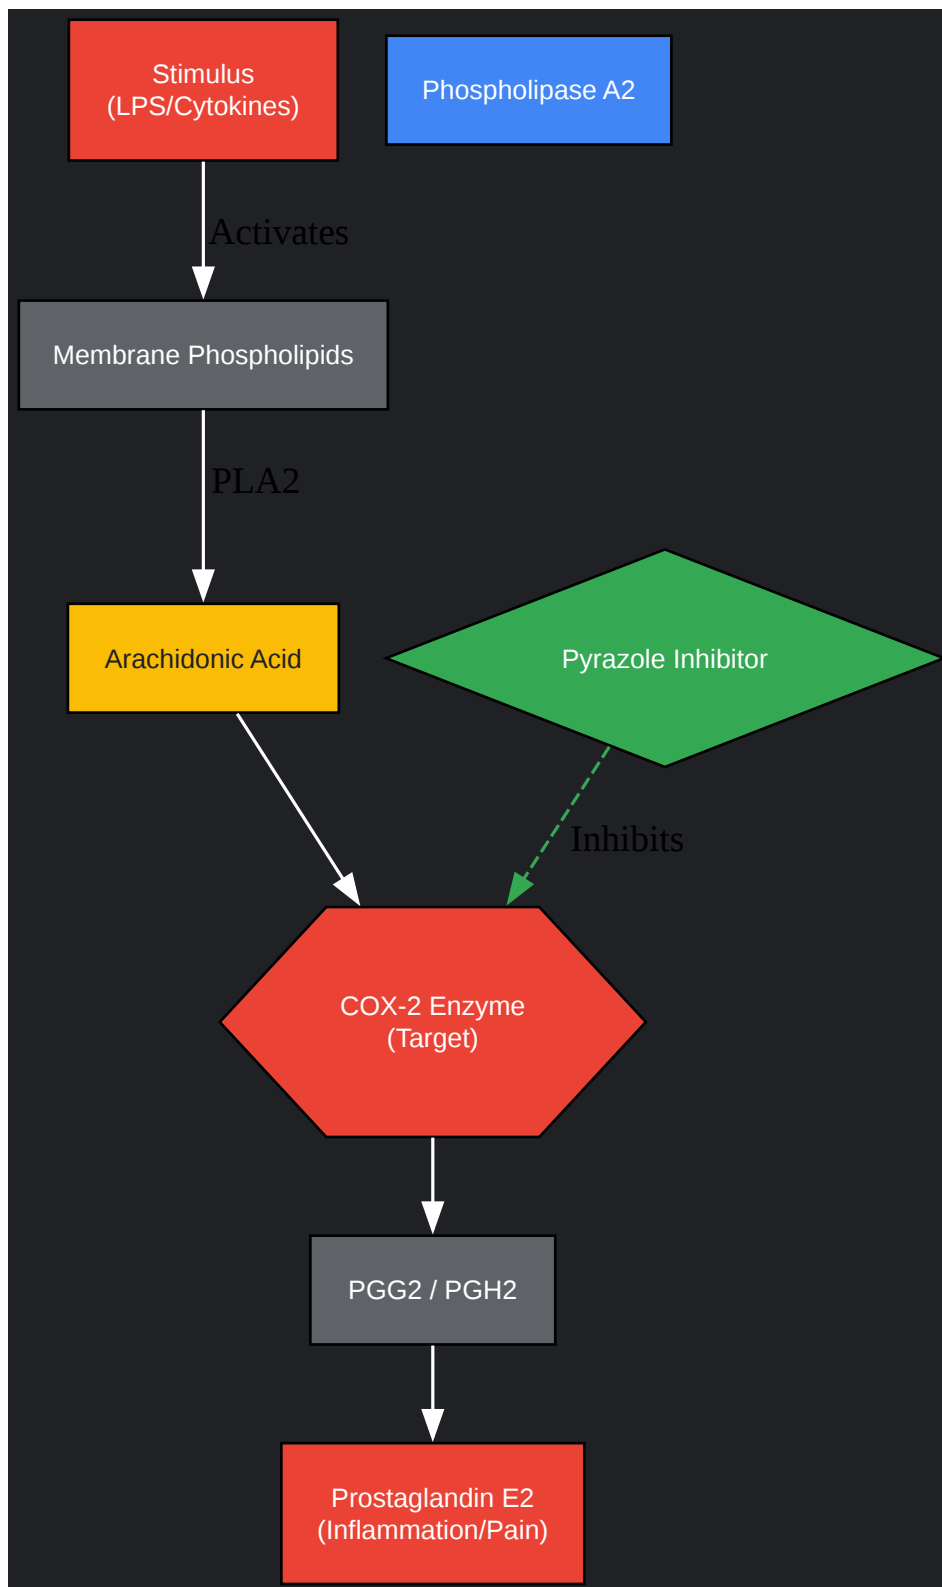 Stimulus
(LPS/Cytokines)
Phospholipase A2
Activates
Membrane Phospholipids
PLA2
Arachidonic Acid
Pyrazole Inhibitor
Inhibits
COX-2 Enzyme
(Target)
PGG2 / PGH2
Prostaglandin E2
(Inflammation/Pain)